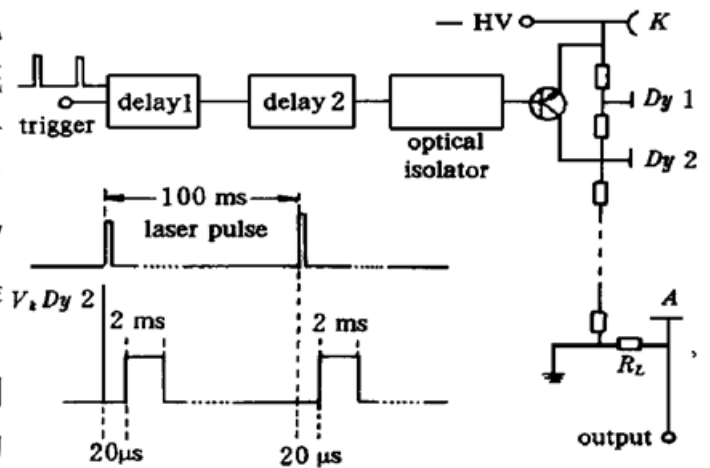 — HV
K
delay1
delay 2
Dy 1
trigger
optical
isolator
Dy 2
100 ms
laser pulse
Vₖ Dy 2
2 ms
2 ms
A
R_L
,
20μs
20 μs
output